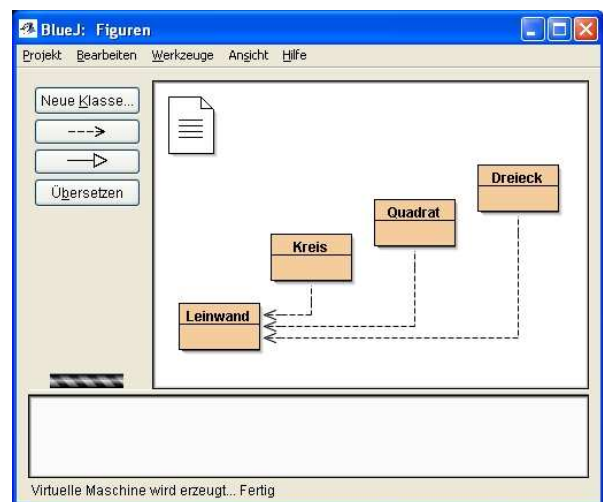 BlueJ: Figuren
Projekt Bearbeiten Werkzeuge Ansicht Hilfe
Neue Klasse...
Übersetzen
Dreieck
Quadrat
Kreis
Leinwand
Virtuelle Maschine wird erzeugt... Fertig